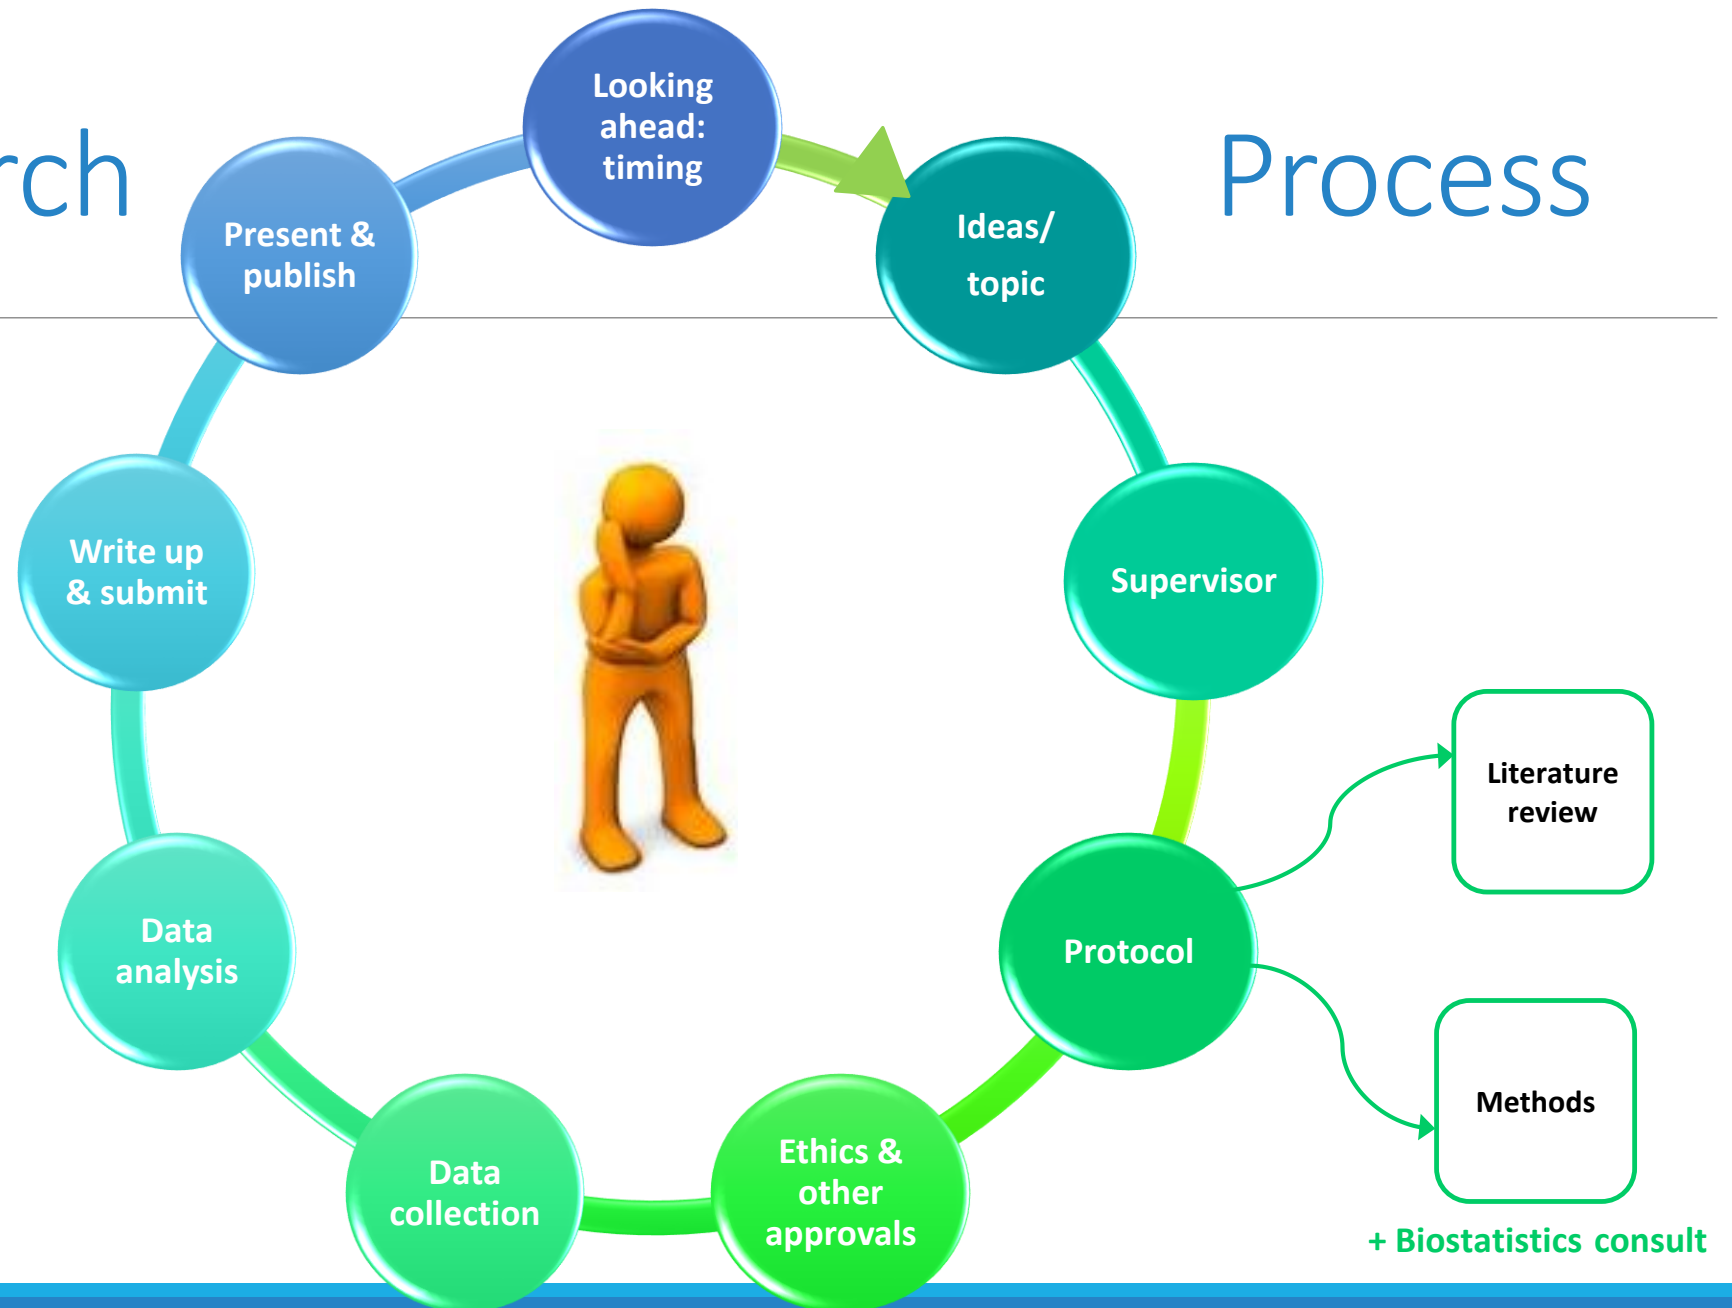 rch Process
Looking
ahead:
timing
Ideas/
topic
Supervisor
Protocol
Literature
review
Methods
+ Biostatistics consult
Ethics &
other
approvals
Data
collection
Data
analysis
Write up
& submit
Present &
publish